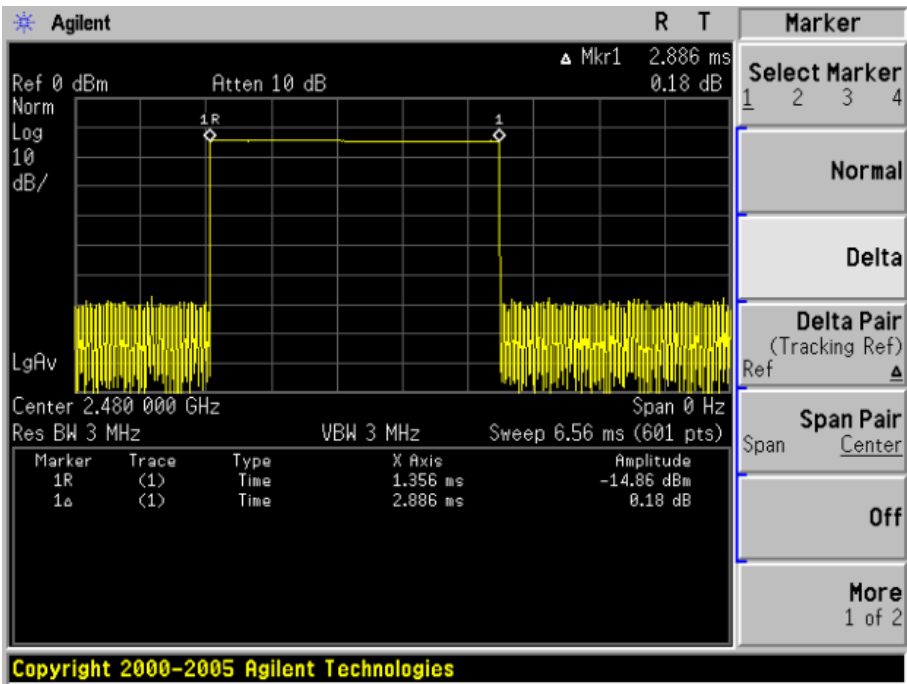 Agilent R T
Δ Mkr1 2.886 ms
Ref 0 dBm Atten 10 dB 0.18 dB
Norm
Log
10
dB/
1R 1
LgAv
Center 2.480 000 GHz Span 0 Hz
Res BW 3 MHz VBW 3 MHz Sweep 6.56 ms (601 pts)
Marker Trace Type X Axis Amplitude
1R (1) Time 1.356 ms -14.86 dBm
1Δ (1) Time 2.886 ms 0.18 dB
Marker
Select Marker
1 2 3 4
Normal
Delta
Delta Pair
(Tracking Ref)
Ref Δ
Span Pair
Span Center
Off
More
1 of 2
Copyright 2000-2005 Agilent Technologies